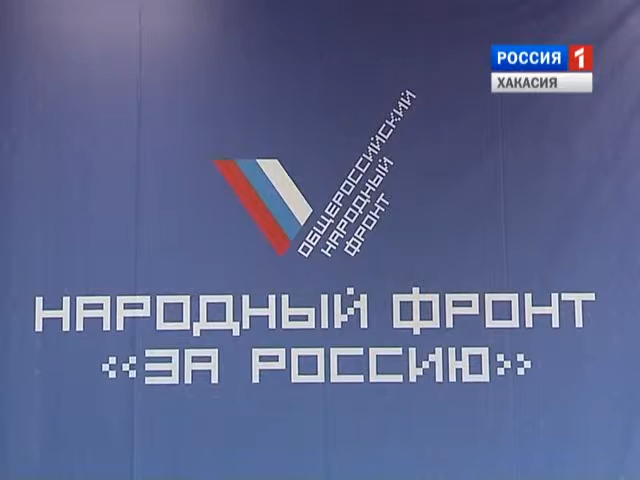 РОССИЯ 1
ХАКАСИЯ
ОБЩЕРОССИЙСКИЙ
НАРОДНЫЙ
ФРОНТ
НАРОДНЫЙ ФРОНТ
«ЗА РОССИЮ»